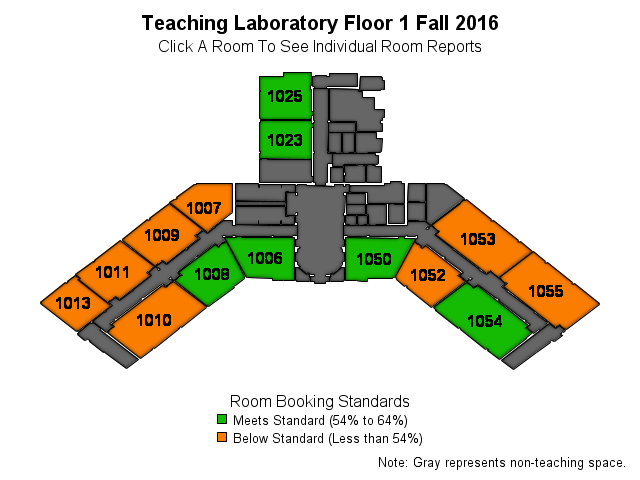 Teaching Laboratory Floor 1 Fall 2016
Click A Room To See Individual Room Reports
1025
1023
1007
1009
1011
1013
1006
1008
1010
1050
1052
1053
1054
1055
Room Booking Standards
Meets Standard (54% to 64%)
Below Standard (Less than 54%)
Note: Gray represents non-teaching space.